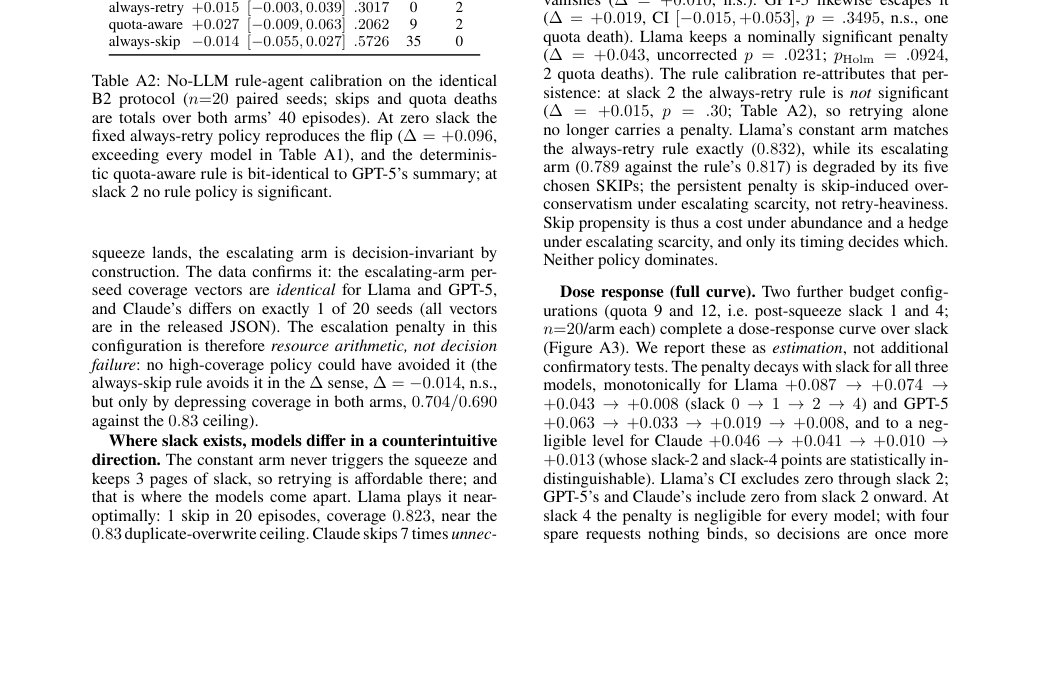 always-retry +0.015 [−0.003, 0.039] .3017 0 2
quota-aware +0.027 [−0.009, 0.063] .2062 9 2
always-skip −0.014 [−0.055, 0.027] .5726 35 0
Table A2: No-LLM rule-agent calibration on the identical
B2 protocol (n=20 paired seeds; skips and quota deaths
are totals over both arms’ 40 episodes). At zero slack the
fixed always-retry policy reproduces the flip (Δ = +0.096,
exceeding every model in Table A1), and the determinis-
tic quota-aware rule is bit-identical to GPT-5’s summary; at
slack 2 no rule policy is significant.
squeeze lands, the escalating arm is decision-invariant by
construction. The data confirms it: the escalating-arm per-
seed coverage vectors are identical for Llama and GPT-5,
and Claude’s differs on exactly 1 of 20 seeds (all vectors
are in the released JSON). The escalation penalty in this
configuration is therefore resource arithmetic, not decision
failure: no high-coverage policy could have avoided it (the
always-skip rule avoids it in the Δ sense, Δ = −0.014, n.s.,
but only by depressing coverage in both arms, 0.704/0.690
against the 0.83 ceiling).
Where slack exists, models differ in a counterintuitive
direction. The constant arm never triggers the squeeze and
keeps 3 pages of slack, so retrying is affordable there; and
that is where the models come apart. Llama plays it near-
optimally: 1 skip in 20 episodes, coverage 0.823, near the
0.83 duplicate-overwrite ceiling. Claude skips 7 times unnec-
(Δ = +0.019, CI [−0.015, +0.053], p = .3495, n.s., one
quota death). Llama keeps a nominally significant penalty
(Δ = +0.043, uncorrected p = .0231; pHolm = .0924,
2 quota deaths). The rule calibration re-attributes that per-
sistence: at slack 2 the always-retry rule is not significant
(Δ = +0.015, p = .30; Table A2), so retrying alone
no longer carries a penalty. Llama’s constant arm matches
the always-retry rule exactly (0.832), while its escalating
arm (0.789 against the rule’s 0.817) is degraded by its five
chosen SKIPs; the persistent penalty is skip-induced over-
conservatism under escalating scarcity, not retry-heaviness.
Skip propensity is thus a cost under abundance and a hedge
under escalating scarcity, and only its timing decides which.
Neither policy dominates.
Dose response (full curve). Two further budget config-
urations (quota 9 and 12, i.e. post-squeeze slack 1 and 4;
n=20/arm each) complete a dose-response curve over slack
(Figure A3). We report these as estimation, not additional
confirmatory tests. The penalty decays with slack for all three
models, monotonically for Llama +0.087 → +0.074 →
+0.043 → +0.008 (slack 0 → 1 → 2 → 4) and GPT-5
+0.063 → +0.033 → +0.019 → +0.008, and to a neg-
ligible level for Claude +0.046 → +0.041 → +0.010 →
+0.013 (whose slack-2 and slack-4 points are statistically in-
distinguishable). Llama’s CI excludes zero through slack 2;
GPT-5’s and Claude’s include zero from slack 2 onward. At
slack 4 the penalty is negligible for every model; with four
spare requests nothing binds, so decisions are once more